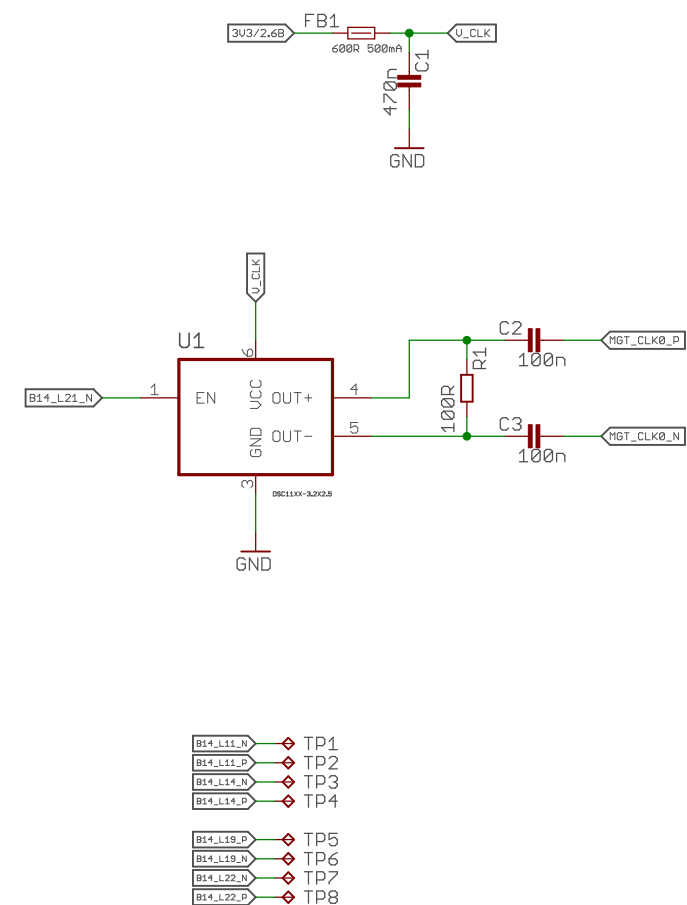 FB1
3V3/2.6B
V_CLK
600R 500mA
C1
470n
GND
V_CLK
U1
6
C2
MGT_CLK0_P
100n
R1
100R
B14_L21_N
1
EN
VCC
OUT+
4
GND
OUT-
5
C3
MGT_CLK0_N
100n
3
DSC11XX-3.2X2.5
GND
B14_L11_N TP1
B14_L11_P TP2
B14_L14_N TP3
B14_L14_P TP4
B14_L19_P TP5
B14_L19_N TP6
B14_L22_N TP7
B14_L22_P TP8